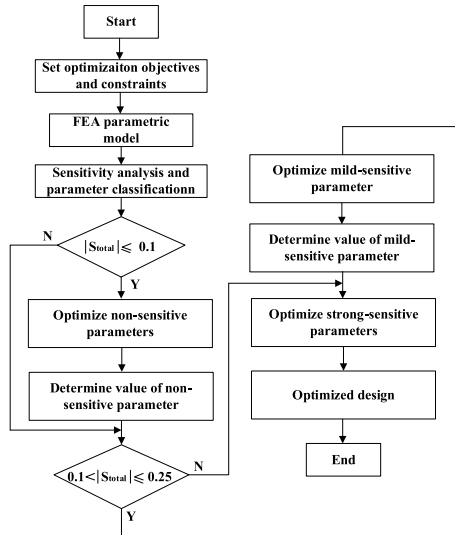 Start
Set optimizaiton objectives
and constraints
FEA parametric
model
Sensitivity analysis and
parameter classificationn
N
|Stotal|⩽ 0.1
Y
Optimize non-sensitive
parameters
Determine value of non-
sensitive parameter
0.1<|Stotal|⩽ 0.25
N
Y
Optimize mild-sensitive
parameter
Determine value of mild-
sensitive parameter
Optimize strong-sensitive
parameters
Optimized design
End